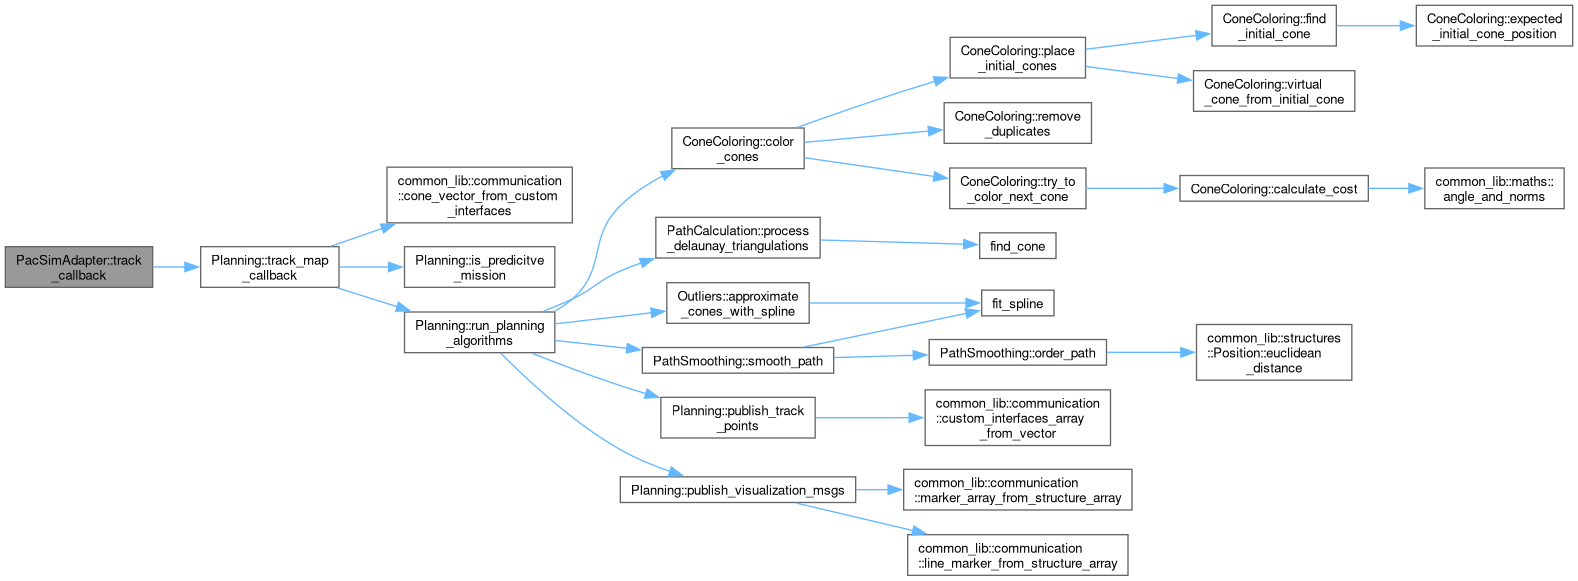 PacSimAdapter::track
_callback
Planning::track_map
_callback
common_lib::communication
::cone_vector_from_custom
_interfaces
Planning::is_predicitve
_mission
Planning::run_planning
_algorithms
ConeColoring::color
_cones
ConeColoring::place
_initial_cones
ConeColoring::find
_initial_cone
ConeColoring::expected
_initial_cone_position
ConeColoring::virtual
_cone_from_initial_cone
ConeColoring::remove
_duplicates
ConeColoring::try_to
_color_next_cone
ConeColoring::calculate_cost
common_lib::maths::
angle_and_norms
PathCalculation::process
_delaunay_triangulations
find_cone
Outliers::approximate
_cones_with_spline
fit_spline
PathSmoothing::smooth_path
PathSmoothing::order_path
common_lib::structures
::Position::euclidean
_distance
Planning::publish_track
_points
common_lib::communication
::custom_interfaces_array
_from_vector
Planning::publish_visualization_msgs
common_lib::communication
::marker_array_from_structure_array
common_lib::communication
::line_marker_from_structure_array